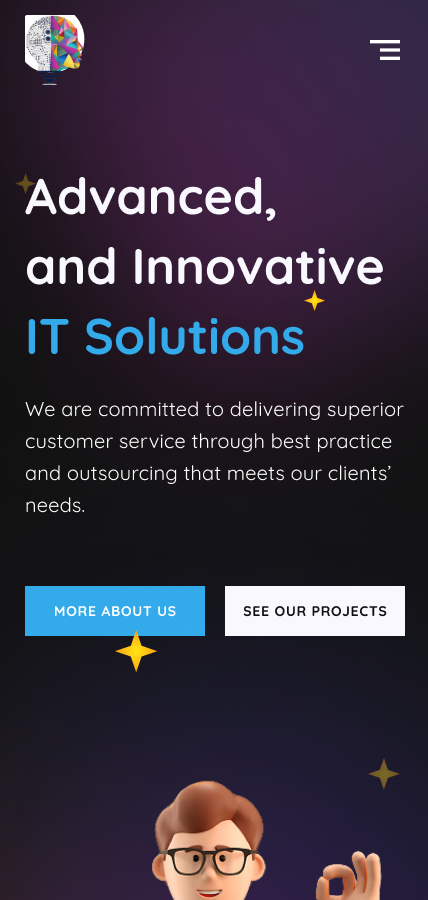 Advanced,
and Innovative
IT Solutions
We are committed to delivering superior
customer service through best practice
and outsourcing that meets our clients’
needs.
MORE ABOUT US
SEE OUR PROJECTS